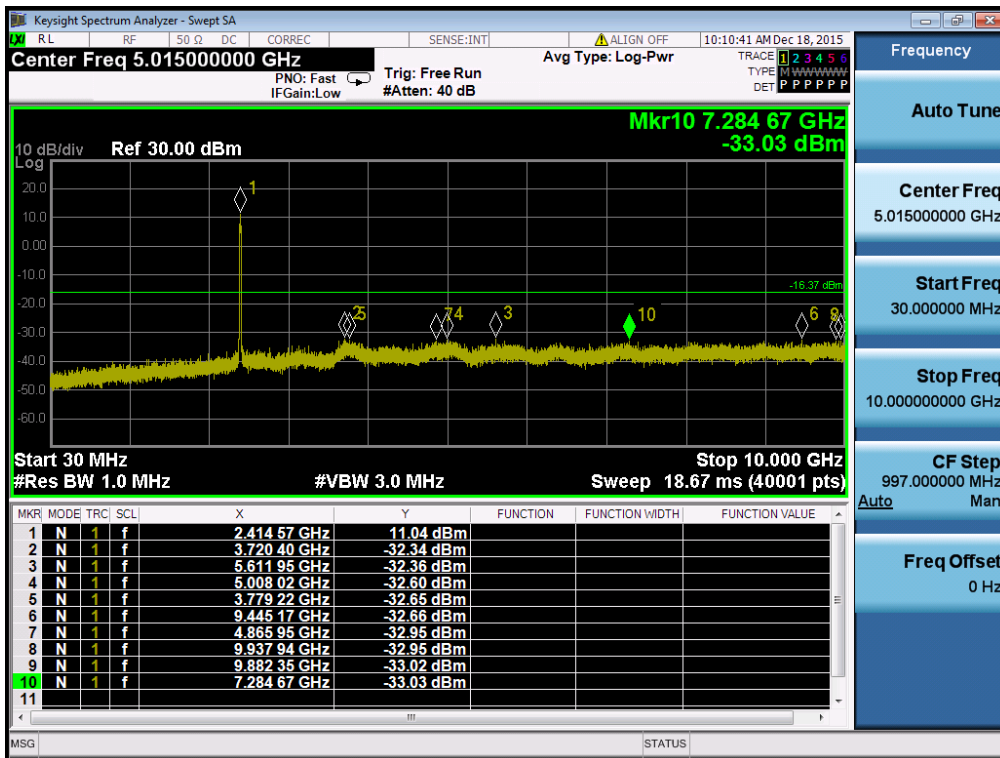 Keysight Spectrum Analyzer - Swept SA
LXI RL RF 50 Ω DC CORREC SENSE:INT ALIGN OFF 10:10:41 AM Dec 18, 2015
Center Freq 5.015000000 GHz
PNO: Fast
IFGain:Low
Trig: Free Run
#Atten: 40 dB
Avg Type: Log-Pwr
TRACE 1 2 3 4 5 6
TYPE M WWWWW
DET P P P P P P
Mkr10 7.284 67 GHz
-33.03 dBm
10 dB/div Ref 30.00 dBm
Log
20.0
10.0
0.00
-10.0
-20.0
-30.0
-40.0
-50.0
-60.0
1
-16.37 dBm
2 5 7 4 3 10 6 9
Start 30 MHz Stop 10.000 GHz
#Res BW 1.0 MHz #VBW 3.0 MHz Sweep 18.67 ms (40001 pts)
MKR MODE TRC SCL X Y FUNCTION FUNCTION WIDTH FUNCTION VALUE
1 N 1 f 2.414 57 GHz 11.04 dBm
2 N 1 f 3.720 40 GHz -32.34 dBm
3 N 1 f 5.611 95 GHz -32.36 dBm
4 N 1 f 5.008 02 GHz -32.60 dBm
5 N 1 f 3.779 22 GHz -32.65 dBm
6 N 1 f 9.445 17 GHz -32.66 dBm
7 N 1 f 4.865 95 GHz -32.95 dBm
8 N 1 f 9.937 94 GHz -32.95 dBm
9 N 1 f 9.882 35 GHz -33.02 dBm
10 N 1 f 7.284 67 GHz -33.03 dBm
11
MSG STATUS
Frequency
Auto Tune
Center Freq
5.015000000 GHz
Start Freq
30.000000 MHz
Stop Freq
10.000000000 GHz
CF Step
997.000000 MHz
Auto Man
Freq Offset
0 Hz